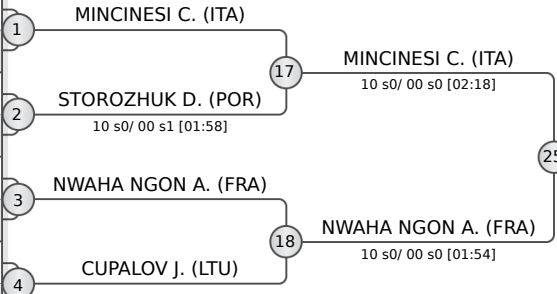 MINCINESI C. (ITA)
1
17
MINCINESI C. (ITA)
10 s0/ 00 s0 [02:18]
STOROZHUK D. (POR)
2
10 s0/ 00 s1 [01:58]
25
NWAHA NGON A. (FRA)
3
18
NWAHA NGON A. (FRA)
10 s0/ 00 s0 [01:54]
CUPALOV J. (LTU)
4